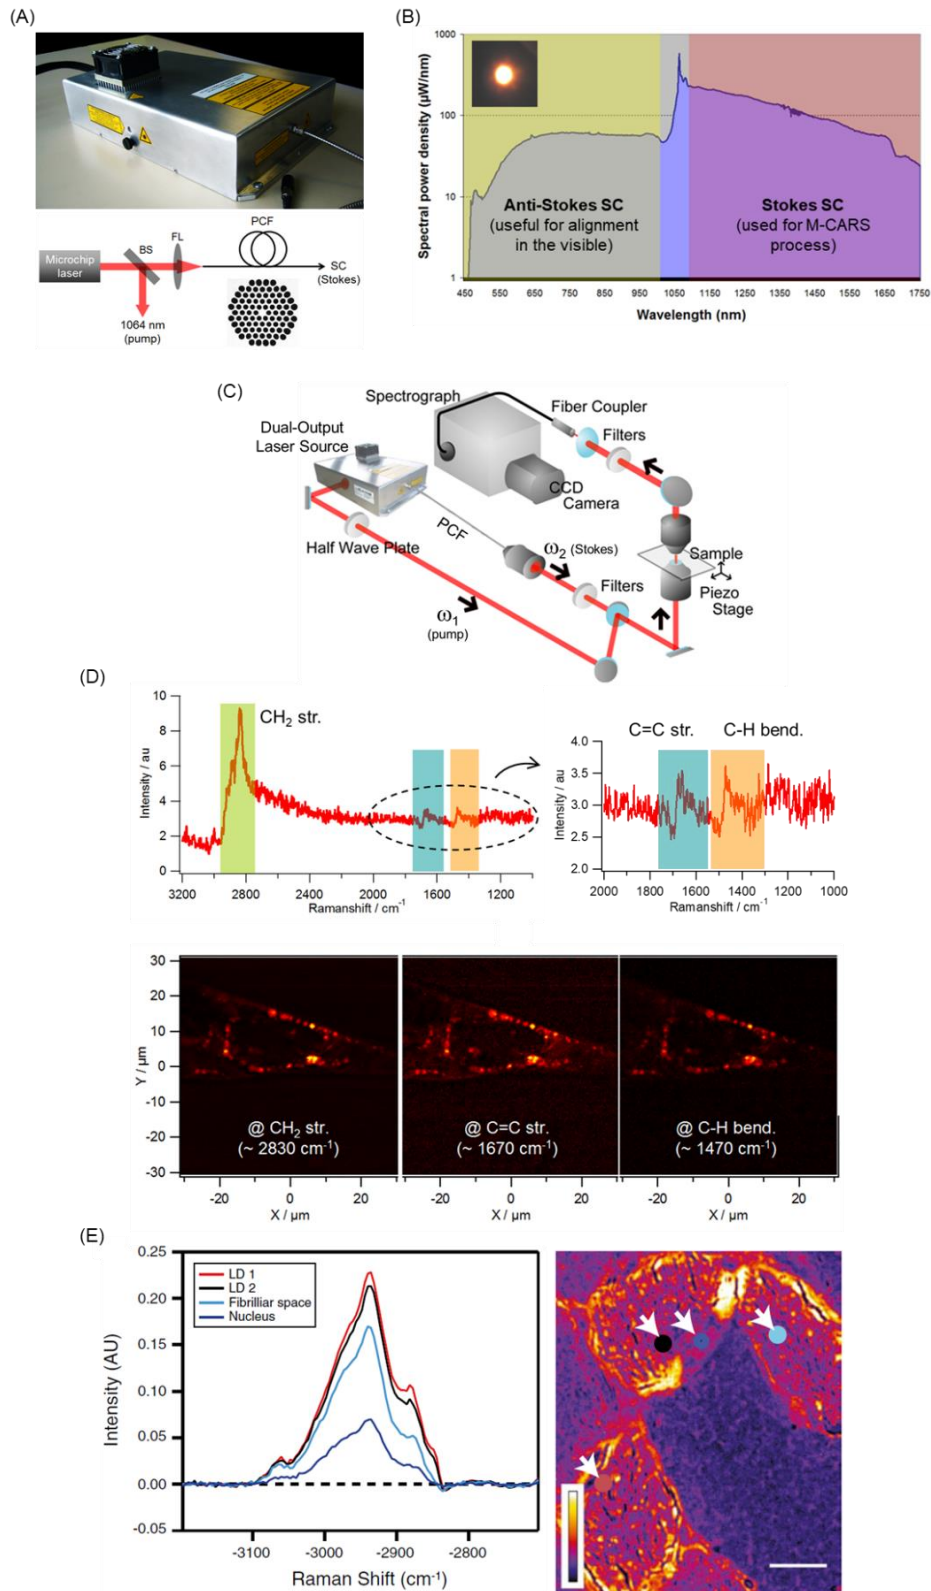 (A)
Microchip
laser
BS
FL
PCF
SC
(Stokes)
1064 nm
(pump)
(B)
Spectral power density (µW/nm)
1000
100
10
1
Anti-Stokes SC
(useful for alignment
in the visible)
Stokes SC
(used for M-CARS
process)
450 550 650 750 850 950 1050 1150 1250 1350 1450 1550 1650 1750
Wavelength (nm)
(C)
Spectrograph
Fiber Coupler
Filters
Dual-Output
Laser Source
CCD
Camera
PCF
Half Wave Plate
ω2 (Stokes)
Sample
Filters
Piezo
Stage
ω1
(pump)
(D)
Intensity / au
10
8
6
4
2
0
CH2 str.
3200 2800 2400 2000 1600 1200
Ramanshift / cm-1
C=C str. C-H bend.
Intensity / au
4.0
3.5
3.0
2.5
2.0
2000 1800 1600 1400 1200 1000
Ramanshift / cm-1
Y / µm
30
20
10
0
-10
-20
-30
@ CH2 str.
(~ 2830 cm-1)
@ C=C str.
(~ 1670 cm-1)
@ C-H bend.
(~ 1470 cm-1)
-20 0 20
X / µm
-20 0 20
X / µm
-20 0 20
X / µm
(E)
Intensity (AU)
0.25
0.20
0.15
0.10
0.05
0.00
-0.05
LD 1
LD 2
Fibrilliar space
Nucleus
-3100 -3000 -2900 -2800
Raman Shift (cm-1)